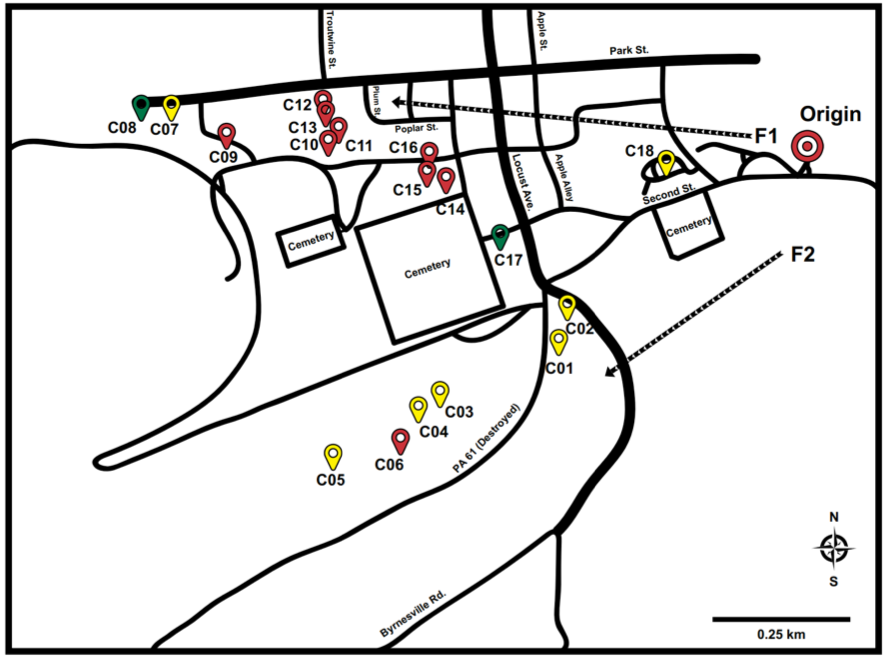 Troutwine St.
Apple St.
Park St.
C08
C07
C12
C13
C10
C11
Plum St.
Poplar St.
C09
C16
C15
C14
Locust Ave.
Apple Alley
C18
F1
Origin
Second St.
Cemetery
Cemetery
Cemetery
C17
F2
C02
C01
C03
C04
C06
C05
PA 61 (Destroyed)
Byrnesville Rd.
N
S
0.25 km